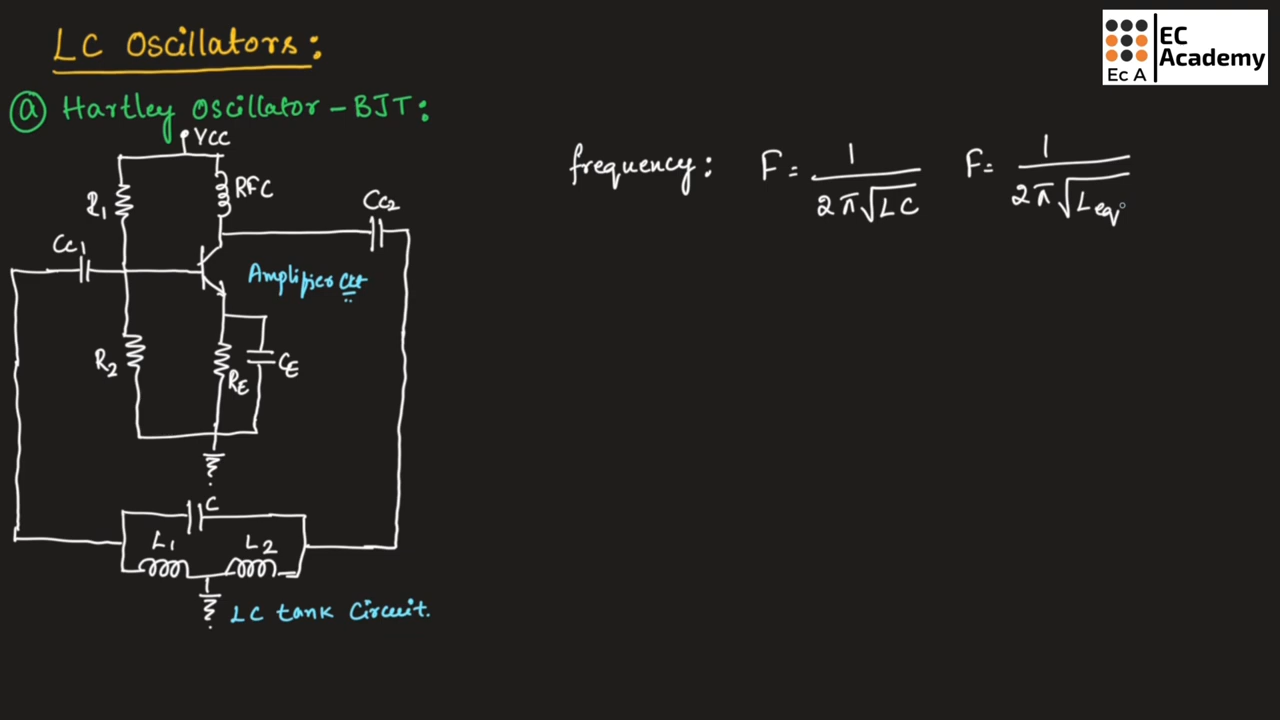 LC Oscillators:
EC
Academy
Ec A
ⓐ Hartley Oscillator - BJT:
VCC
R1
RFC
CC2
CC1
Amplifier ckt
R2
RE
CE
C
L1 L2
LC tank Circuit.
frequency: F = 1/(2π√LC) F = 1/(2π√Leq)